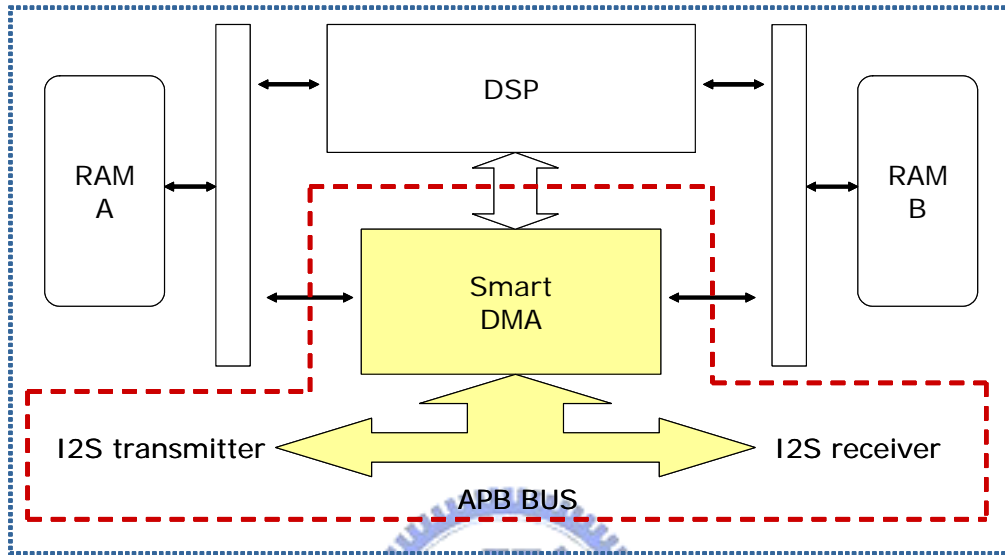 DSP
RAM
A
RAM
B
Smart
DMA
I2S transmitter
I2S receiver
APB BUS